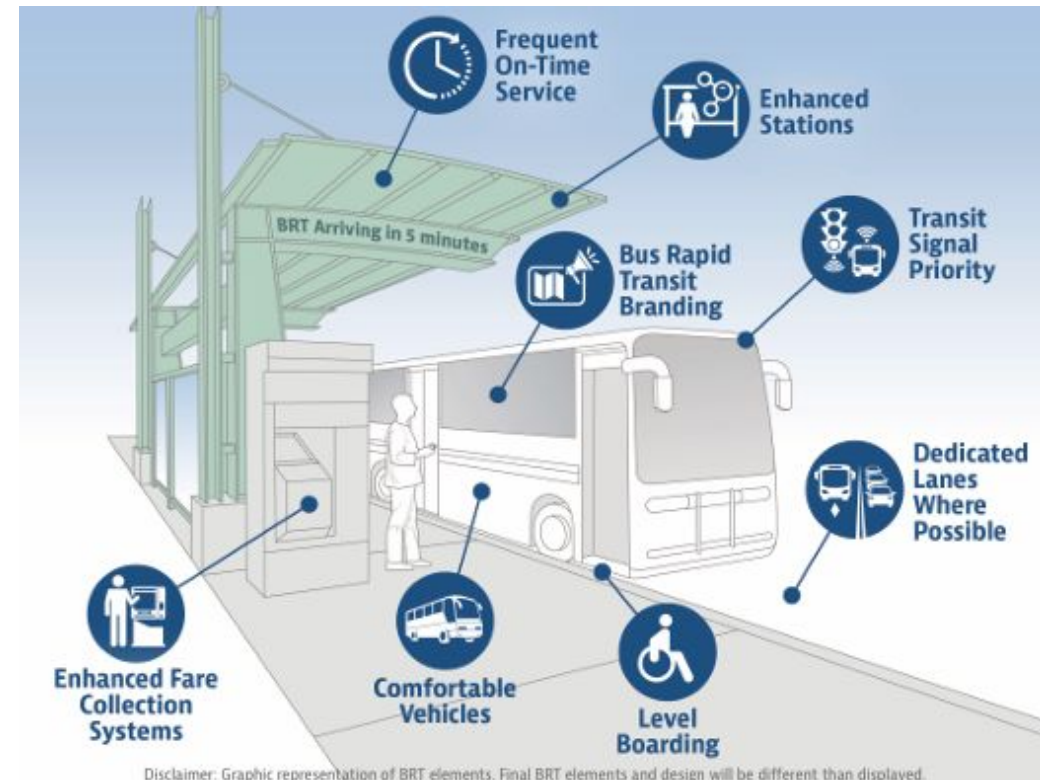 Frequent
On-Time
Service
Enhanced
Stations
Transit
Signal
Priority
BRT Arriving in 5 minutes
Bus Rapid
Transit
Branding
Dedicated
Lanes
Where
Possible
Enhanced Fare
Collection
Systems
Comfortable
Vehicles
Level
Boarding
Disclaimer: Graphic representation of BRT elements. Final BRT elements and design will be different than displayed.